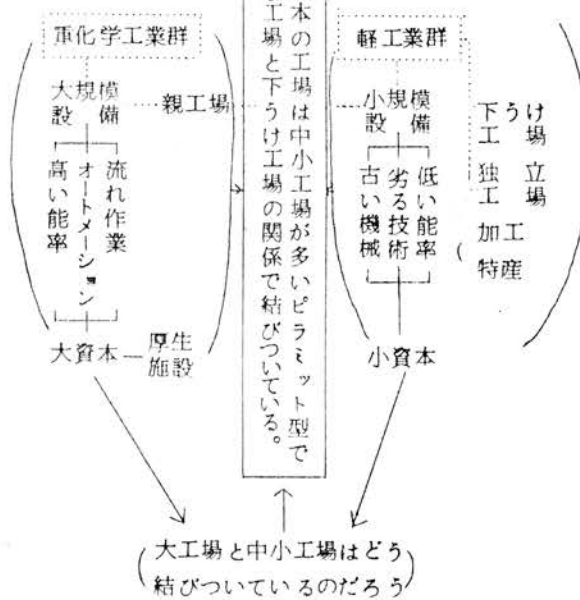 重化学工業群
大規模
設備
親工場
流れ作業
オートメーション
高い能率
大資本
厚生
施設
本の工場は中小工場が多いピラミット型で
工場と下うけ工場の関係で結びついている。
軽工業群
小規模
設備
低い能率
劣る技術
古い機械
小資本
下うけ
工場
独立
工場
加工
特産
大工場と中小工場はどう
結びついているのだろう